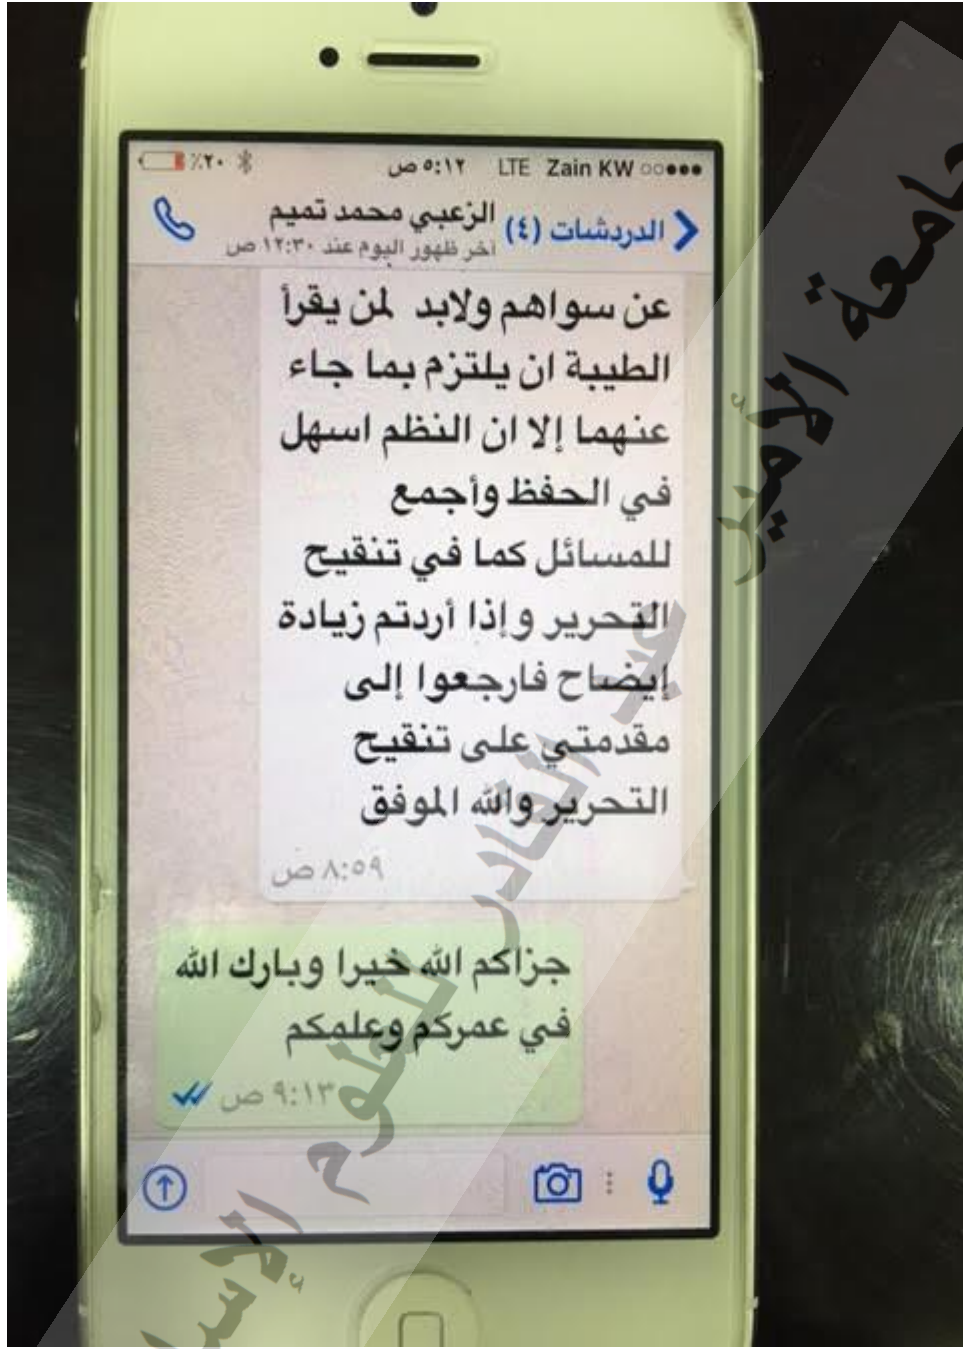 ●●●○○ Zain KW LTE ٥:١٢ ص ٪٢٠
الدردشات (٤) الزعبي محمد تميم
آخر ظهور اليوم عند ١٢:٣٠ ص
عن سواهم ولابد لمن يقرأ
الطيبة ان يلتزم بما جاء
عنهما إلا ان النظم اسهل
في الحفظ وأجمع
للمسائل كما في تنقيح
التحرير وإذا أردتم زيادة
إيضاح فارجعوا إلى
مقدمتي على تنقيح
التحرير والله الموفق
٨:٥٩ ص
جزاكم الله خيرا وبارك الله
في عمركم وعلمكم
٩:١٣ ص
جامعة الأمير عبد القادر للعلوم